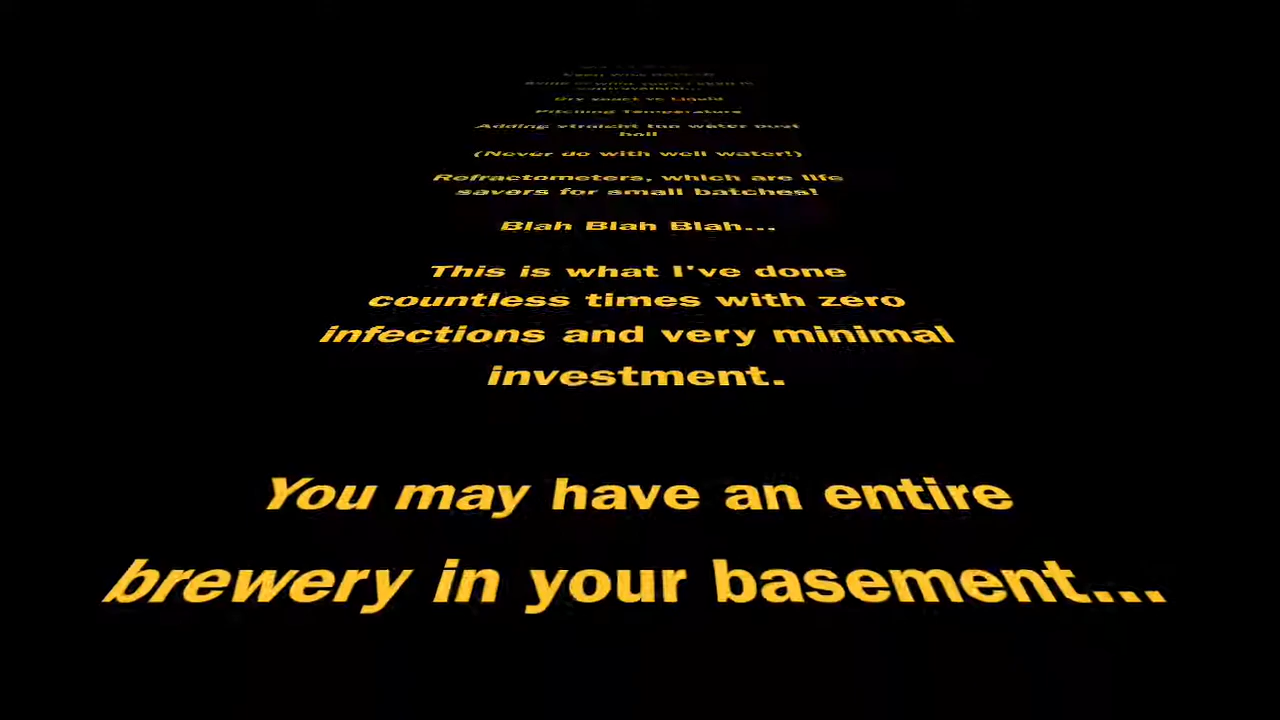 Dry yeast vs Liquid
Pitching Temperature
Adding straight tap water post
boil
(Never do with well water!)
Refractometers, which are life
savers for small batches!
Blah Blah Blah...
This is what I've done
countless times with zero
infections and very minimal
investment.
You may have an entire
brewery in your basement...